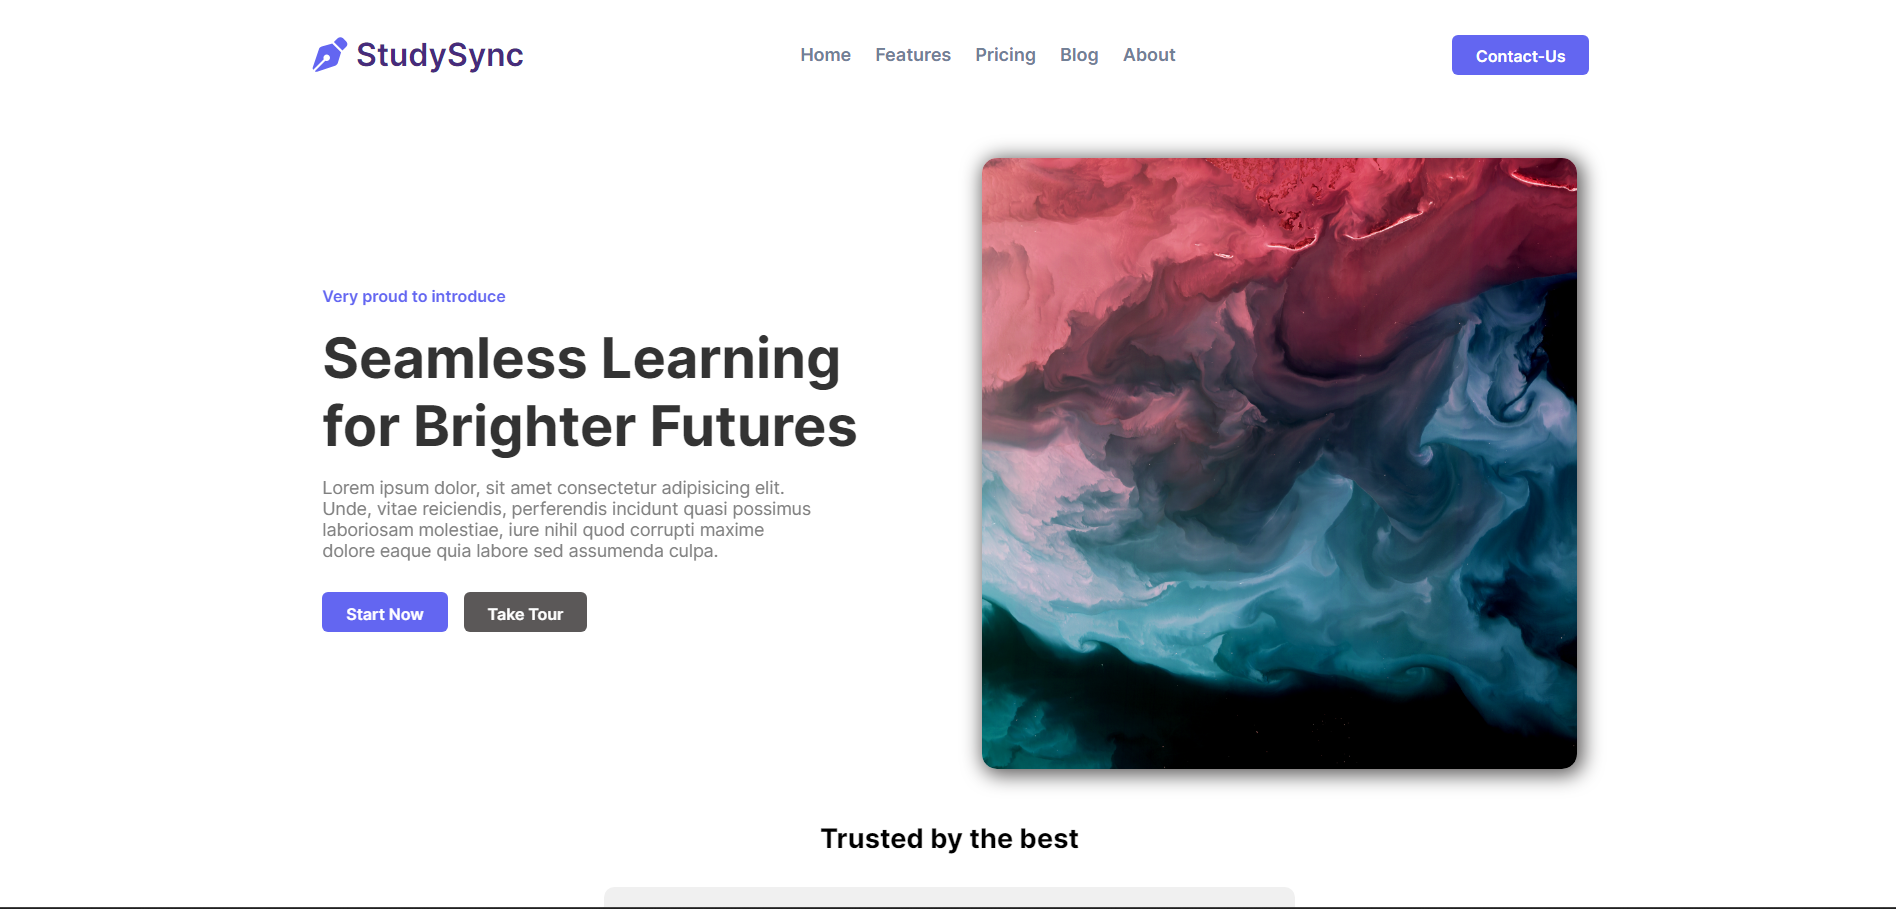 StudySync
Home Features Pricing Blog About
Contact-Us
Very proud to introduce
Seamless Learning
for Brighter Futures
Lorem ipsum dolor, sit amet consectetur adipisicing elit.
Unde, vitae reiciendis, perferendis incidunt quasi possimus
laboriosam molestiae, iure nihil quod corrupti maxime
dolore eaque quia labore sed assumenda culpa.
Start Now Take Tour
Trusted by the best